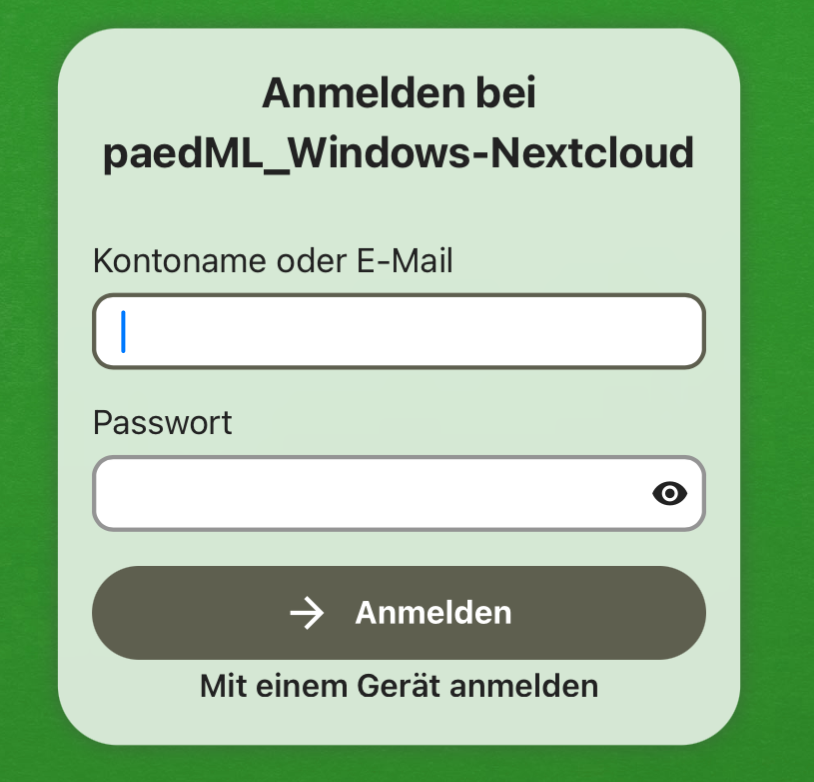 Anmelden bei
paedML_Windows-Nextcloud
Kontoname oder E-Mail
Passwort
Anmelden
Mit einem Gerät anmelden